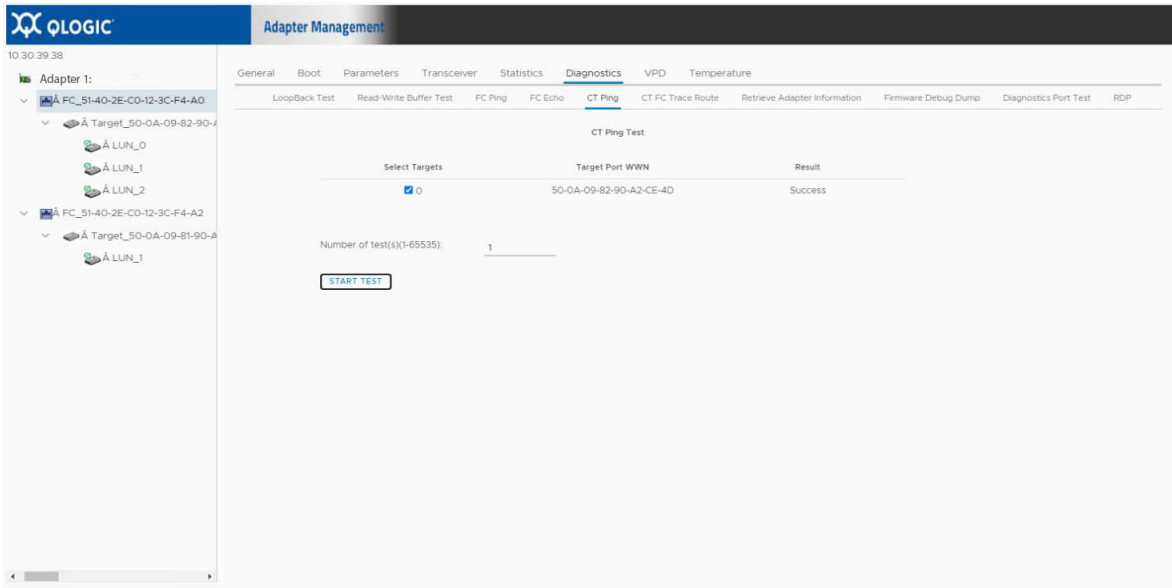 QLOGIC
Adapter Management
10.30.39.38
Adapter 1:
General Boot Parameters Transceiver Statistics Diagnostics VPD Temperature
LoopBack Test Read-Write Buffer Test FC Ping FC Echo CT Ping CT FC Trace Route Retrieve Adapter Information Firmware Debug Dump Diagnostics Port Test RDP
Â FC_51-40-2E-C0-12-3C-F4-A0
Â Target_50-0A-09-82-90-A
Â LUN_0
Â LUN_1
Â LUN_2
Â FC_51-40-2E-C0-12-3C-F4-A2
Â Target_50-0A-09-81-90-A
Â LUN_1
CT Ping Test
Select Targets Target Port WWN Result
0 50-0A-09-82-90-A2-CE-4D Success
Number of test(s)(1-65535): 1
START TEST